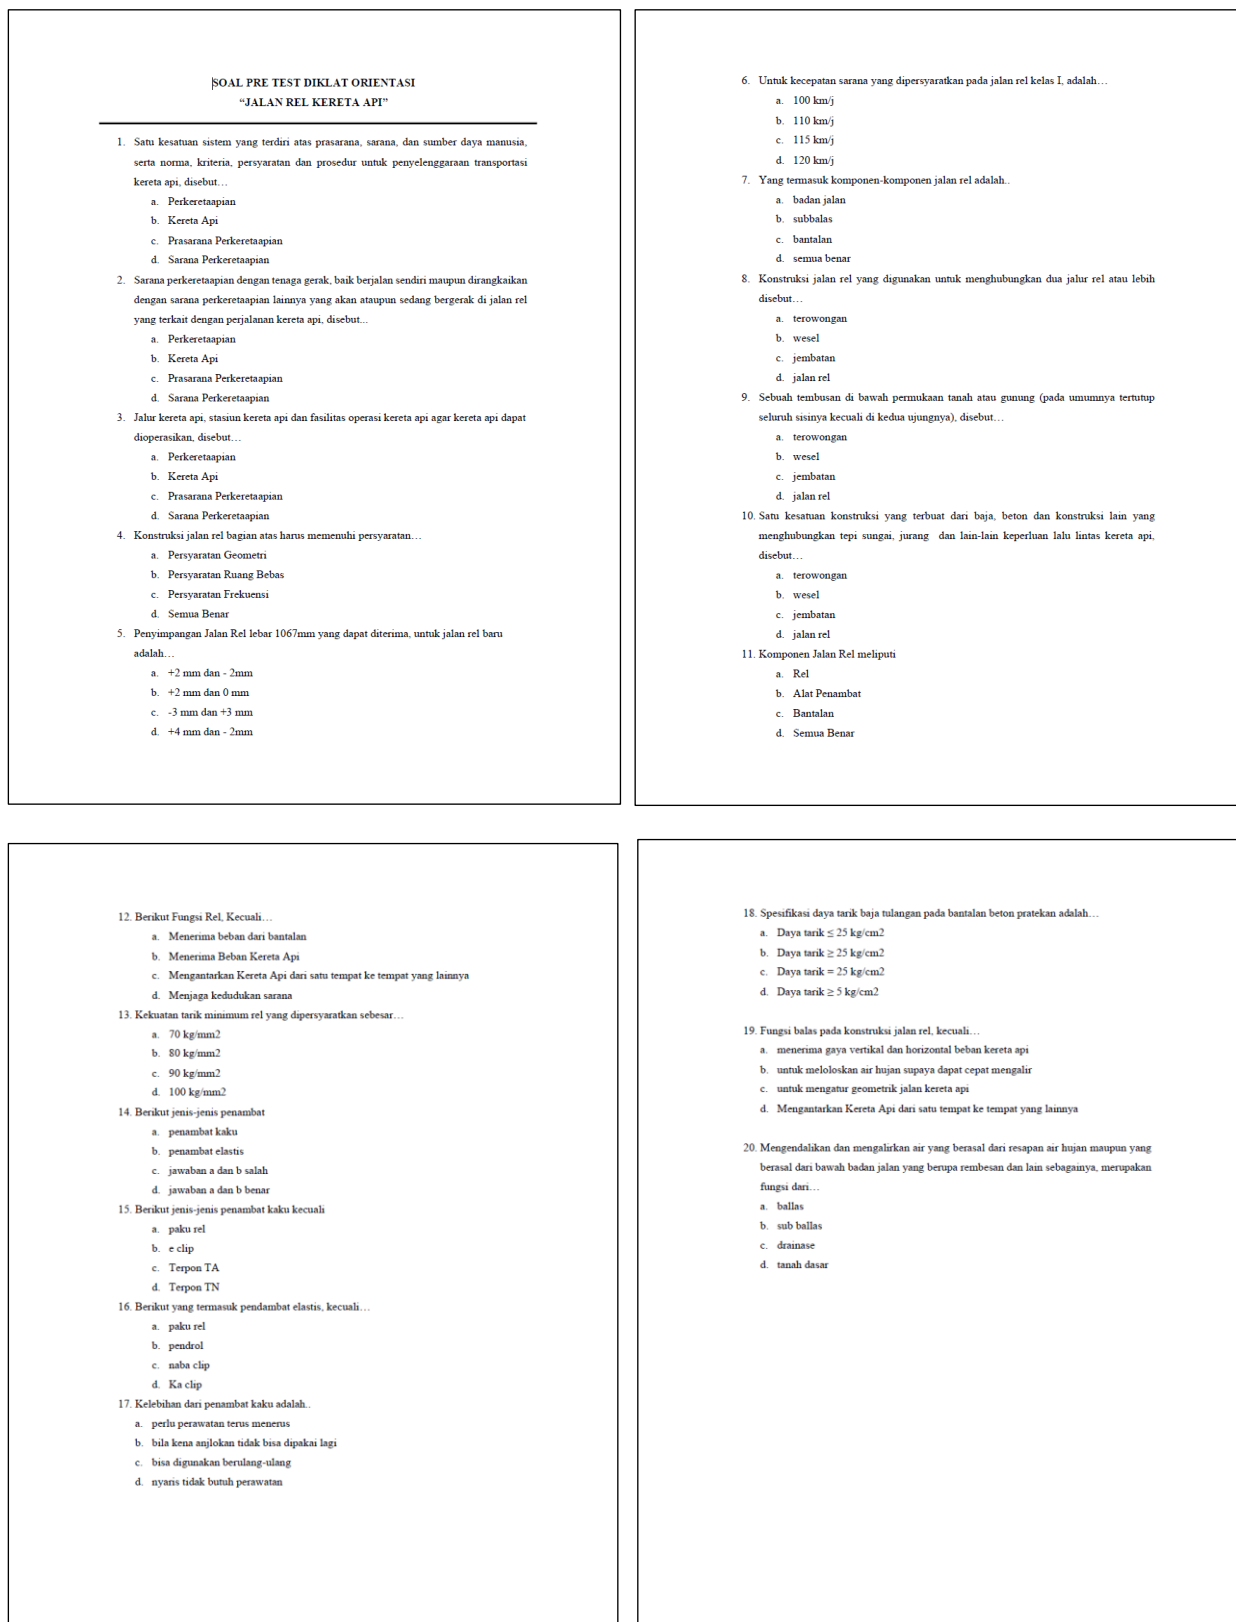 SOAL PRE TEST DIKLAT ORIENTASI
“JALAN REL KERETA API”
1. Satu kesatuan sistem yang terdiri atas prasarana, sarana, dan sumber daya manusia,
serta norma, kriteria, persyaratan dan prosedur untuk penyelenggaraan transportasi
kereta api, disebut…
a. Perkeretaapian
b. Kereta Api
c. Prasarana Perkeretaapian
d. Sarana Perkeretaapian
2. Sarana perkeretaapian dengan tenaga gerak, baik berjalan sendiri maupun dirangkaikan
dengan sarana perkeretaapian lainnya yang akan ataupun sedang bergerak di jalan rel
yang terkait dengan perjalanan kereta api, disebut...
a. Perkeretaapian
b. Kereta Api
c. Prasarana Perkeretaapian
d. Sarana Perkeretaapian
3. Jalur kereta api, stasiun kereta api dan fasilitas operasi kereta api agar kereta api dapat
dioperasikan, disebut…
a. Perkeretaapian
b. Kereta Api
c. Prasarana Perkeretaapian
d. Sarana Perkeretaapian
4. Konstruksi jalan rel bagian atas harus memenuhi persyaratan…
a. Persyaratan Geometri
b. Persyaratan Ruang Bebas
c. Persyaratan Frekuensi
d. Semua Benar
5. Penyimpangan Jalan Rel lebar 1067mm yang dapat diterima, untuk jalan rel baru
adalah…
a. +2 mm dan - 2mm
b. +2 mm dan 0 mm
c. -3 mm dan +3 mm
d. +4 mm dan - 2mm
6. Untuk kecepatan sarana yang dipersyaratkan pada jalan rel kelas I, adalah…
a. 100 km/j
b. 110 km/j
c. 115 km/j
d. 120 km/j
7. Yang termasuk komponen-komponen jalan rel adalah..
a. badan jalan
b. subbalas
c. bantalan
d. semua benar
8. Konstruksi jalan rel yang digunakan untuk menghubungkan dua jalur rel atau lebih
disebut…
a. terowongan
b. wesel
c. jembatan
d. jalan rel
9. Sebuah tembusan di bawah permukaan tanah atau gunung (pada umumnya tertutup
seluruh sisinya kecuali di kedua ujungnya), disebut…
a. terowongan
b. wesel
c. jembatan
d. jalan rel
10. Satu kesatuan konstruksi yang terbuat dari baja, beton dan konstruksi lain yang
menghubungkan tepi sungai, jurang dan lain-lain keperluan lalu lintas kereta api,
disebut…
a. terowongan
b. wesel
c. jembatan
d. jalan rel
11. Komponen Jalan Rel meliputi
a. Rel
b. Alat Penambat
c. Bantalan
d. Semua Benar
12. Berikut Fungsi Rel, Kecuali…
a. Menerima beban dari bantalan
b. Menerima Beban Kereta Api
c. Mengantarkan Kereta Api dari satu tempat ke tempat yang lainnya
d. Menjaga kedudukan sarana
13. Kekuatan tarik minimum rel yang dipersyaratkan sebesar…
a. 70 kg/mm2
b. 80 kg/mm2
c. 90 kg/mm2
d. 100 kg/mm2
14. Berikut jenis-jenis penambat
a. penambat kaku
b. penambat elastis
c. jawaban a dan b salah
d. jawaban a dan b benar
15. Berikut jenis-jenis penambat kaku kecuali
a. paku rel
b. e clip
c. Terpon TA
d. Terpon TN
16. Berikut yang termasuk pendambat elastis, kecuali…
a. paku rel
b. pendrol
c. naba clip
d. Ka clip
17. Kelebihan dari penambat kaku adalah..
a. perlu perawatan terus menerus
b. bila kena anjlokan tidak bisa dipakai lagi
c. bisa digunakan berulang-ulang
d. nyaris tidak butuh perawatan
18. Spesifikasi daya tarik baja tulangan pada bantalan beton pratekan adalah…
a. Daya tarik ≤ 25 kg/cm2
b. Daya tarik ≥ 25 kg/cm2
c. Daya tarik = 25 kg/cm2
d. Daya tarik ≥ 5 kg/cm2
19. Fungsi balas pada konstruksi jalan rel, kecuali…
a. menerima gaya vertikal dan horizontal beban kereta api
b. untuk meloloskan air hujan supaya dapat cepat mengalir
c. untuk mengatur geometrik jalan kereta api
d. Mengantarkan Kereta Api dari satu tempat ke tempat yang lainnya
20. Mengendalikan dan mengalirkan air yang berasal dari resapan air hujan maupun yang
berasal dari bawah badan jalan yang berupa rembesan dan lain sebagainya, merupakan
fungsi dari…
a. ballas
b. sub ballas
c. drainase
d. tanah dasar